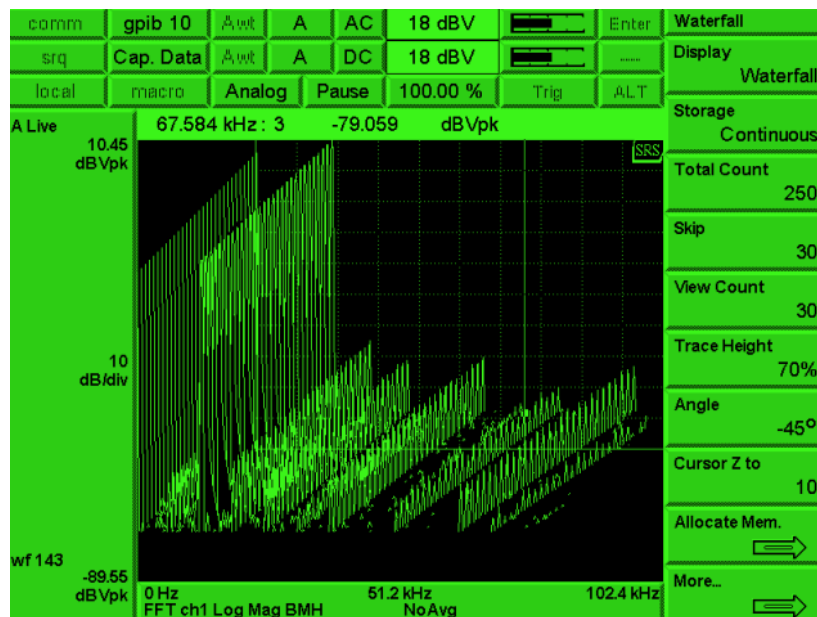 comm gpib 10 Awt A AC 18 dBV Enter Waterfall
srq Cap. Data Awt A DC 18 dBV
Display
Waterfall
local macro Analog Pause 100.00 % Trig ALT
Storage
Continuous
A Live 67.584 kHz: 3 -79.059 dBVpk
10.45
dBVpk
SRS
Total Count
250
Skip
30
View Count
30
Trace Height
70%
10
dB/div
Angle
-45°
Cursor Z to
10
Allocate Mem.
wf 143
-89.55
dBVpk
0 Hz 51.2 kHz 102.4 kHz
FFT ch1 Log Mag BMH NoAvg
More...